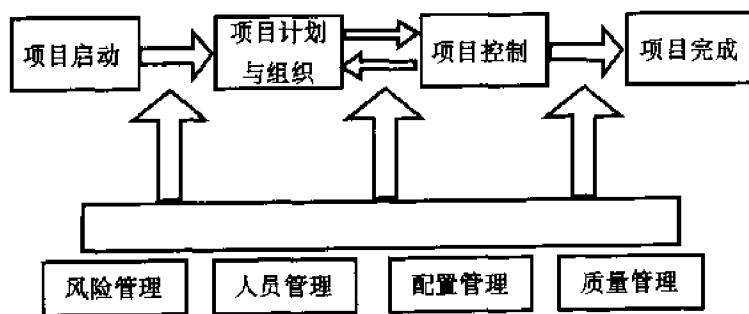 项目启动
项目计划
与组织
项目控制
项目完成
风险管理
人员管理
配置管理
质量管理